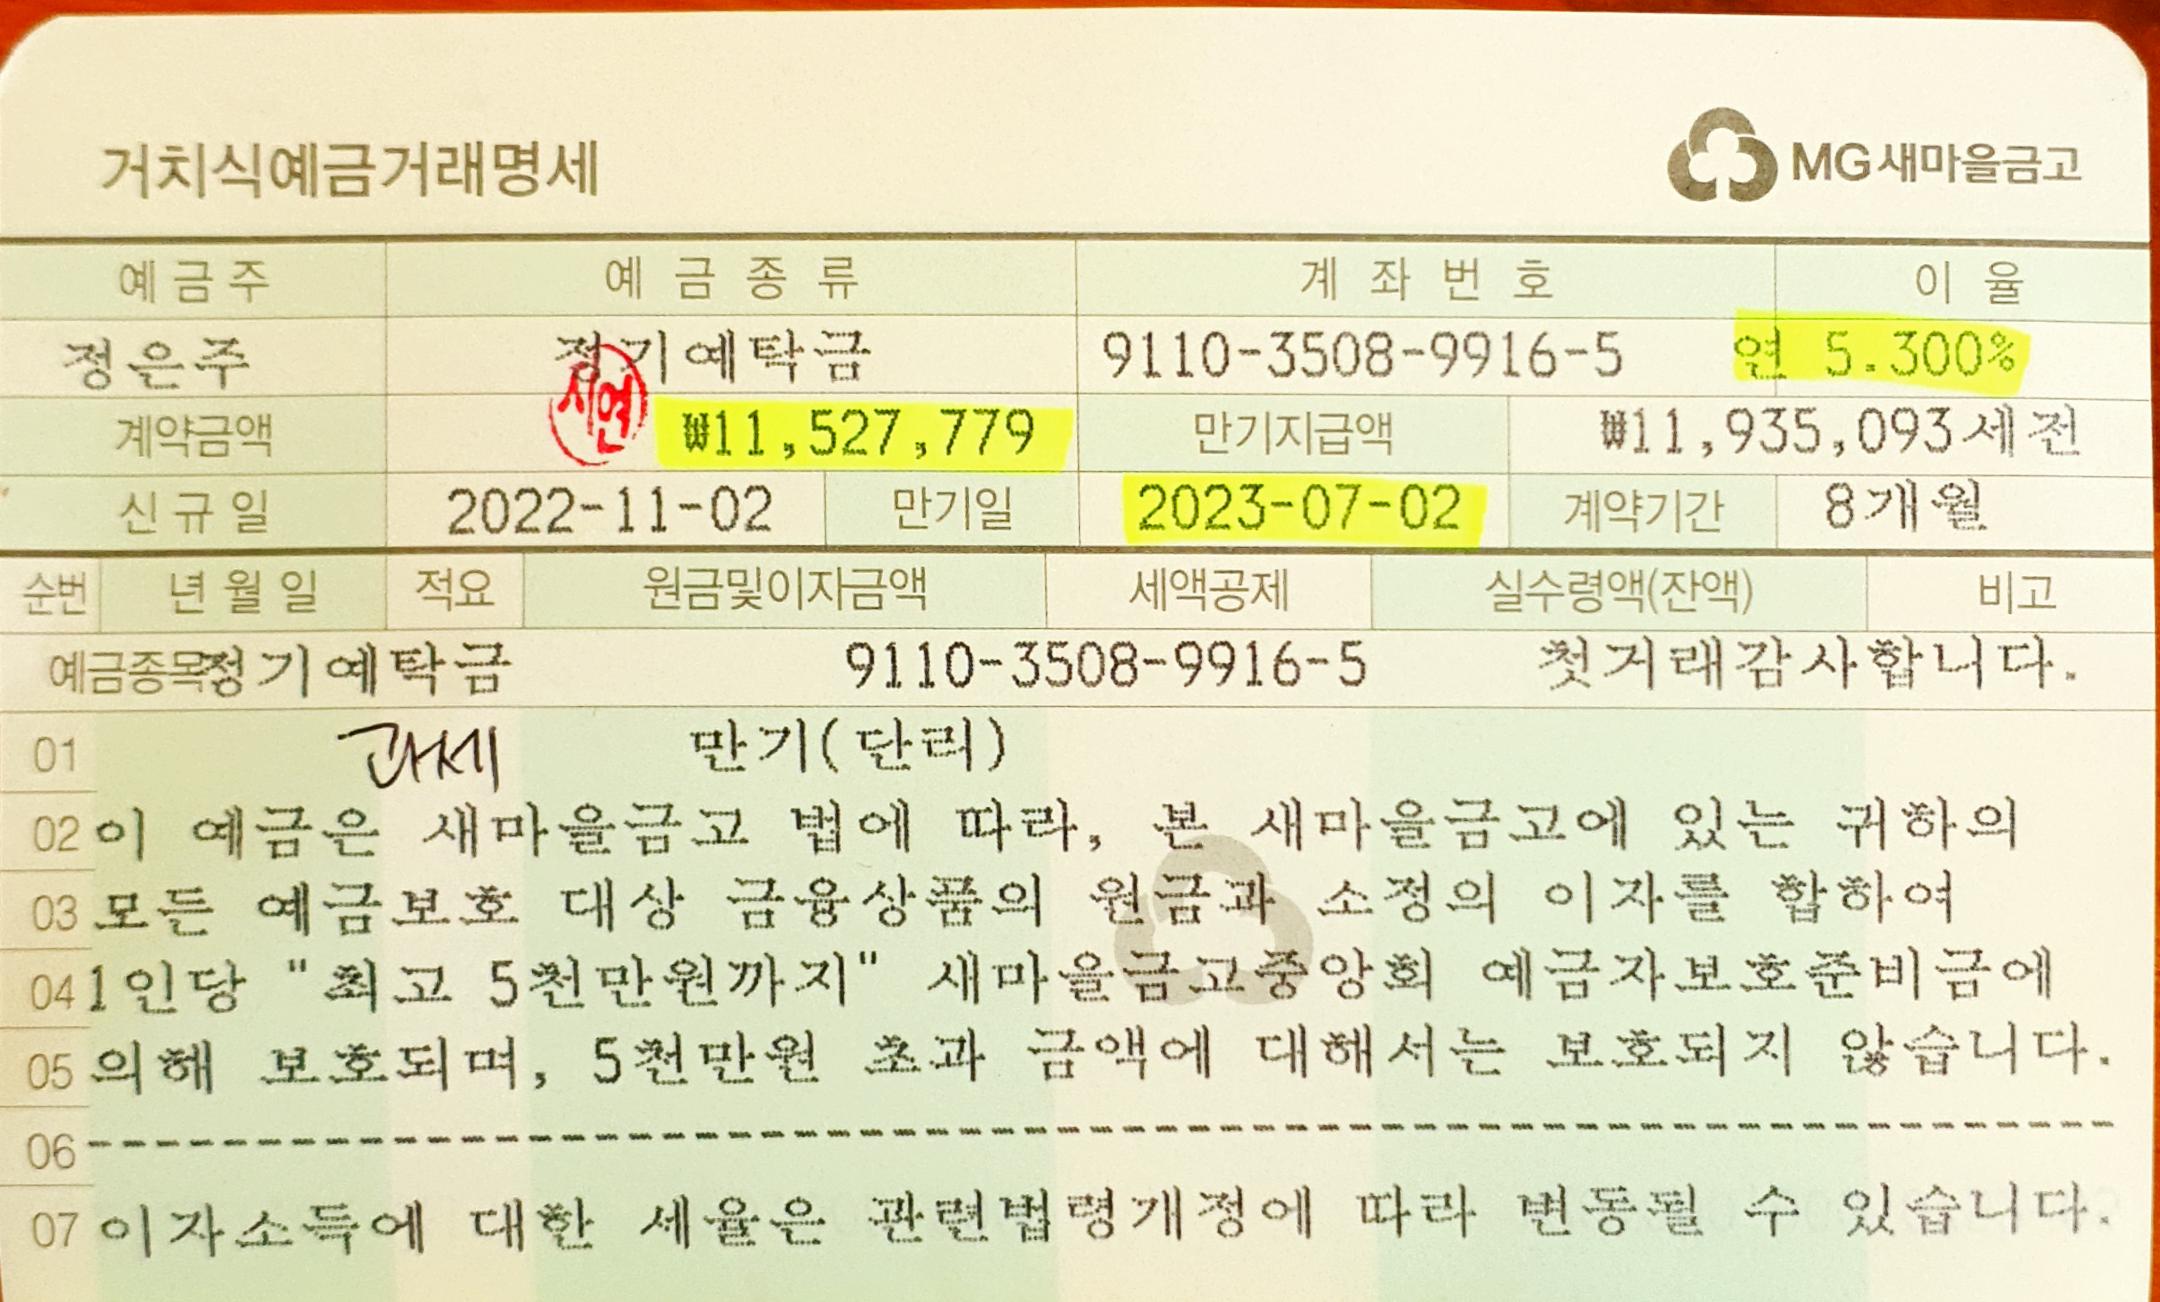 거치식예금거래명세
MG새마을금고
예금주 예금종류 계좌번호 이율
정은주 정기예탁금 9110-3508-9916-5 연 5.300%
계약금액 ₩11,527,779 만기지급액 ₩11,935,093세전
시연
신규일 2022-11-02 만기일 2023-07-02 계약기간 8개월
순번 년월일 적요 원금및이자금액 세액공제 실수령액(잔액) 비고
예금종목 정기예탁금 9110-3508-9916-5 첫거래감사합니다.
01 과세 만기(단리)
02 이 예금은 새마을금고 법에 따라, 본 새마을금고에 있는 귀하의
03 모든 예금보호 대상 금융상품의 원금과 소정의 이자를 합하여
04 1인당 "최고 5천만원까지" 새마을금고중앙회 예금자보호준비금에
05 의해 보호되며, 5천만원 초과 금액에 대해서는 보호되지 않습니다.
06 --------------------------------
07 이자소득에 대한 세율은 관련법령개정에 따라 변동될 수 있습니다.